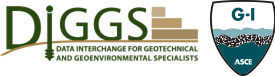 DIGGS
DATA INTERCHANGE FOR GEOTECHNICAL
AND GEOENVIRONMENTAL SPECIALISTS
G-I
ASCE